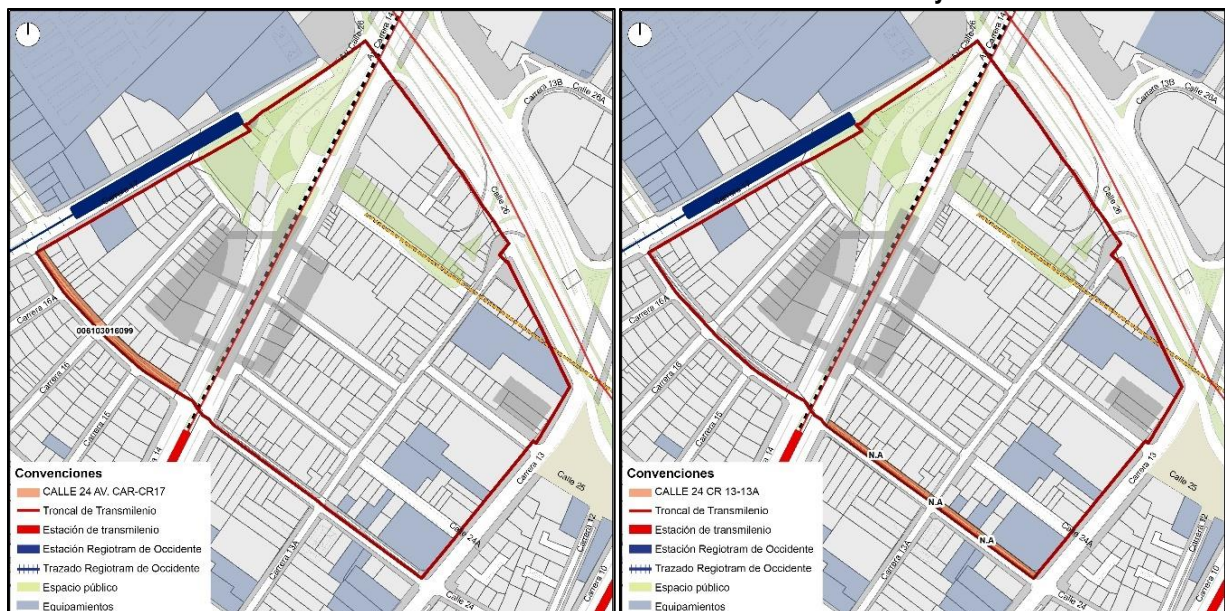 Av Calle 26
A Carrera 14
Carrera 13B
Calle 26A
Calle 26
Carrera 16A
006103016099
Carrera 16
Carrera 15
Carrera 14
Carrera 13
Calle 25
Calle 24A
Carrera 13A
Carrera 12
Carrera 10
Calle 24
Convenciones
CALLE 24 AV. CAR-CR17
Troncal de Transmilenio
Estación de transmilenio
Estación Regiotram de Occidente
Trazado Regiotram de Occidente
Espacio público
Equipamientos
Calle 26
A Carrera 14
Carrera 13B
Calle 26A
Calle 26
Carrera 16A
Carrera 16
Carrera 15
Carrera 14
N.A
N.A
N.A
Carrera 13
Calle 25
Calle 24A
Carrera 13A
Carrera 12
Carrera 10
Calle 24
Convenciones
CALLE 24 CR 13-13A
Troncal de Transmilenio
Estación de transmilenio
Estación Regiotram de Occidente
Trazado Regiotram de Occidente
Espacio público
Equipamientos